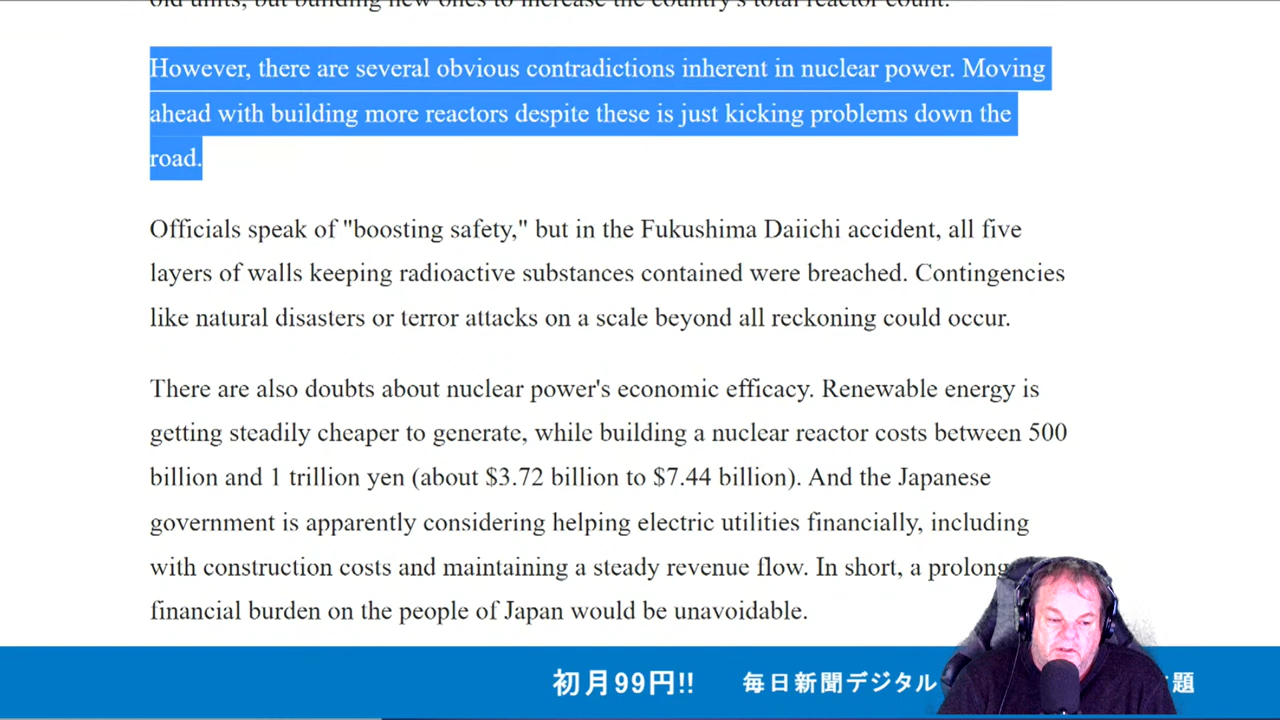 However, there are several obvious contradictions inherent in nuclear power. Moving
ahead with building more reactors despite these is just kicking problems down the
road.
Officials speak of "boosting safety," but in the Fukushima Daiichi accident, all five
layers of walls keeping radioactive substances contained were breached. Contingencies
like natural disasters or terror attacks on a scale beyond all reckoning could occur.
There are also doubts about nuclear power's economic efficacy. Renewable energy is
getting steadily cheaper to generate, while building a nuclear reactor costs between 500
billion and 1 trillion yen (about $3.72 billion to $7.44 billion). And the Japanese
government is apparently considering helping electric utilities financially, including
with construction costs and maintaining a steady revenue flow. In short, a prolong
financial burden on the people of Japan would be unavoidable.
初月99円!! 毎日新聞デジタル 題